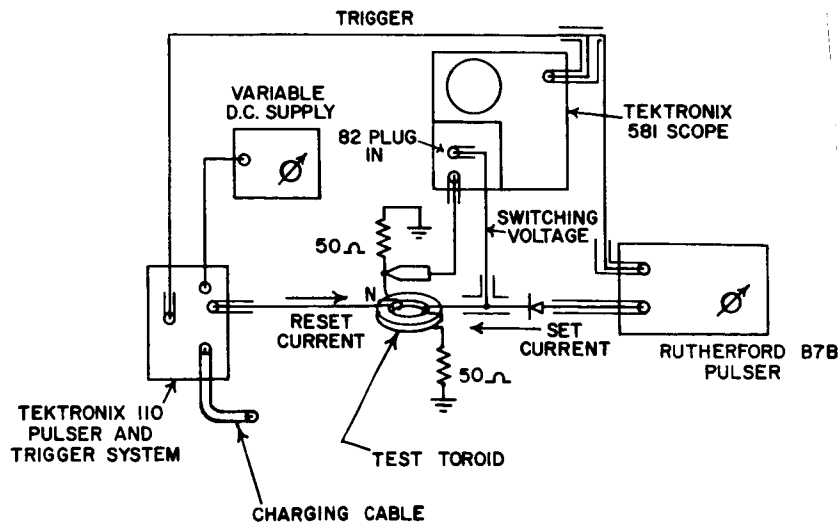 TRIGGER
VARIABLE
D.C. SUPPLY
82 PLUG
IN
TEKTRONIX
581 SCOPE
SWITCHING
VOLTAGE
50Ω
N
RESET
CURRENT
SET
CURRENT
RUTHERFORD B7B
PULSER
50Ω
TEKTRONIX 110
PULSER AND
TRIGGER SYSTEM
TEST TOROID
CHARGING CABLE